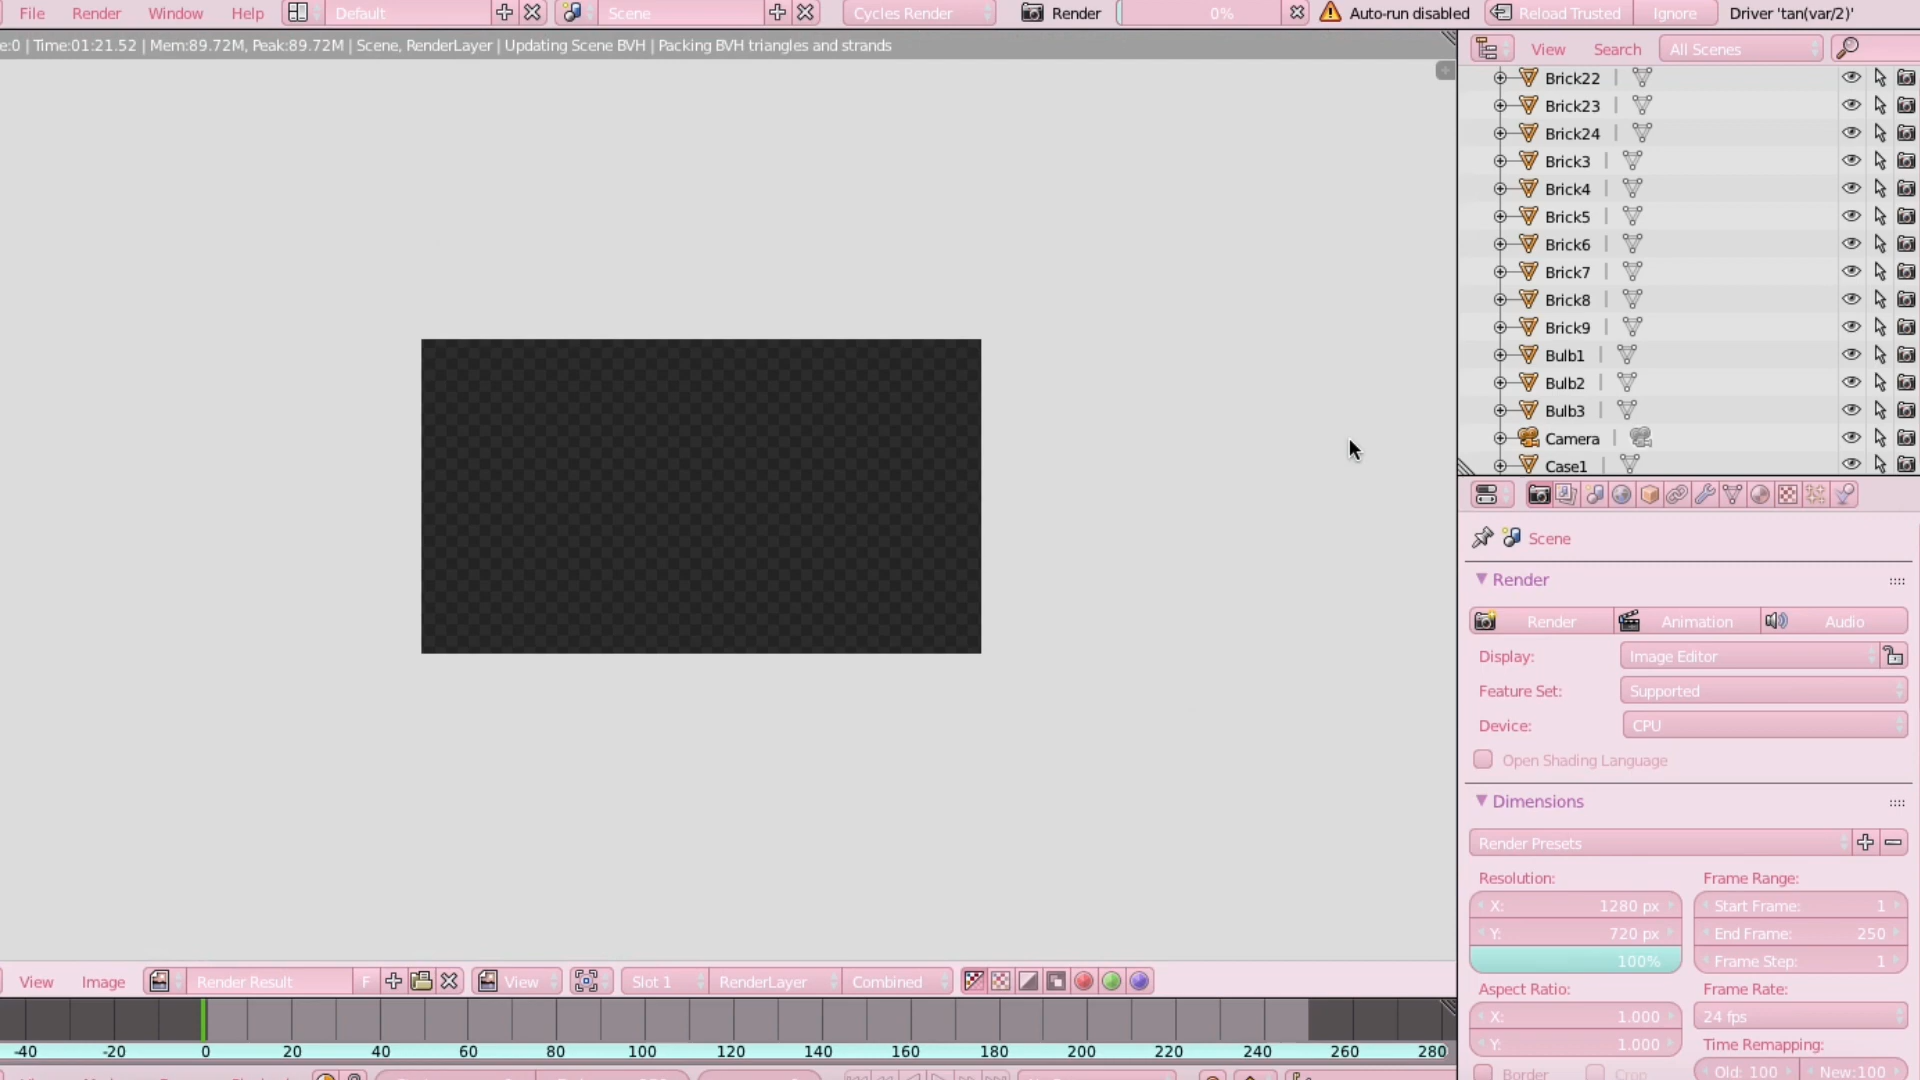 File Render Window Help Default Scene Cycles Render Render 0% Auto-run disabled Reload Trusted Ignore Driver 'tan(var/2)'
e:0 | Time:01:21.52 | Mem:89.72M, Peak:89.72M | Scene, RenderLayer | Updating Scene BVH | Packing BVH triangles and strands
View Search All Scenes
Brick22
Brick23
Brick24
Brick3
Brick4
Brick5
Brick6
Brick7
Brick8
Brick9
Bulb1
Bulb2
Bulb3
Camera
Case1
Scene
Render
Render Animation Audio
Display: Image Editor
Feature Set: Supported
Device: CPU
Open Shading Language
Dimensions
Render Presets
Resolution: Frame Range:
X: 1280 px Start Frame: 1
Y: 720 px End Frame: 250
100% Frame Step: 1
Aspect Ratio: Frame Rate:
X: 1.000 24 fps
Y: 1.000 Time Remapping:
Border Crop Old: 100 New:100
View Image Render Result F View Slot 1 RenderLayer Combined
-40 -20 0 20 40 60 80 100 120 140 160 180 200 220 240 260 280